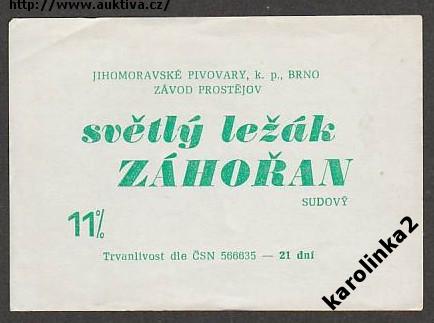 http://www.auktiva.cz/
JIHOMORAVSKÉ PIVOVARY, k. p., BRNO
ZÁVOD PROSTĚJOV
světlý ležák
ZÁHOŘAN
SUDOVÝ
11%
Trvanlivost dle ČSN 566635 — 21 dní
karolinka2